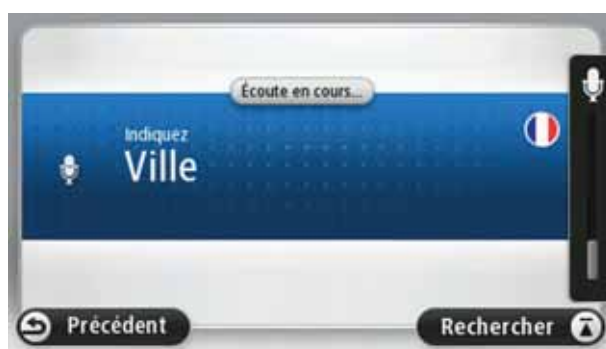 Écoute en cours...
Indiquez
Ville
Précédent
Rechercher